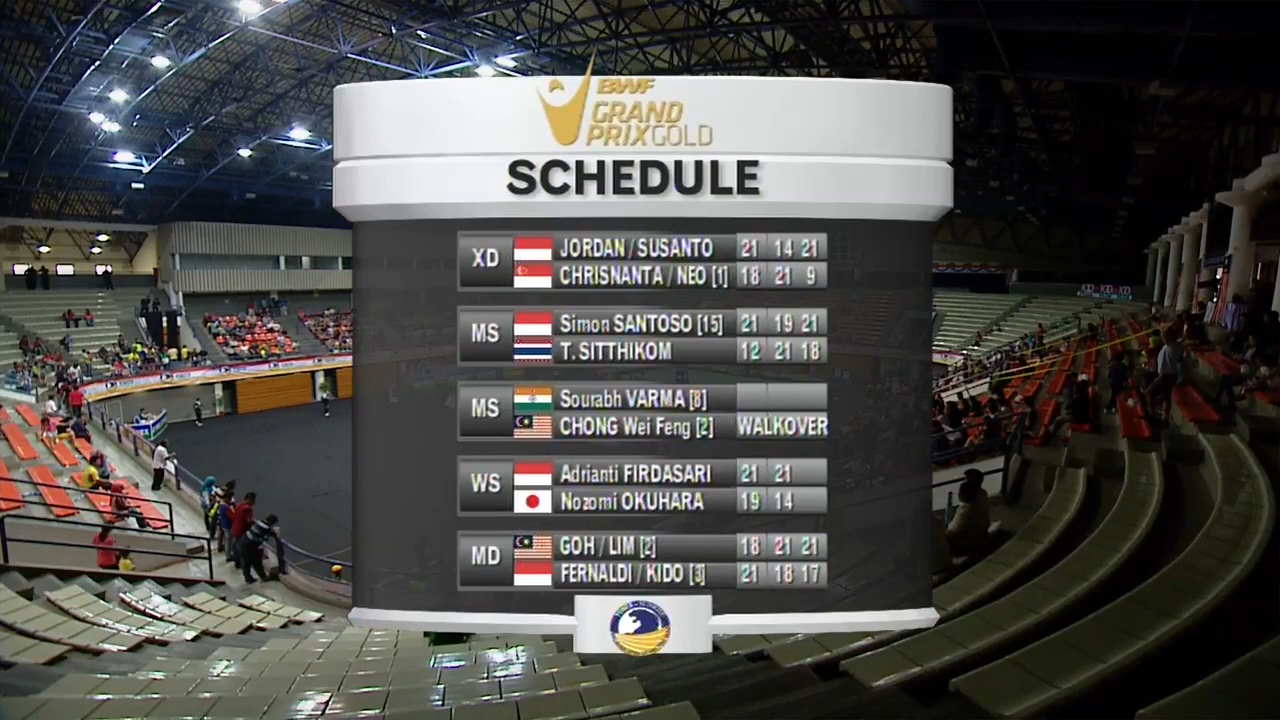 BWF
GRAND
PRIXGOLD
SCHEDULE
XD
JORDAN / SUSANTO 21 14 21
CHRISNANTA / NEO [1] 18 21 9
MS
Simon SANTOSO [15] 21 19 21
T. SITTHIKOM 12 21 18
MS
Sourabh VARMA [8]
CHONG Wei Feng [2] WALKOVER
WS
Adrianti FIRDASARI 21 21
Nozomi OKUHARA 19 14
MD
GOH / LIM [2] 18 21 21
FERNALDI / KIDO [3] 21 18 17